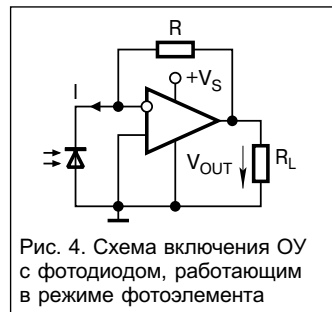 R
I
+V_S
V_OUT
R_L
Рис. 4. Схема включения ОУ
с фотодиодом, работающим
в режиме фотоэлемента